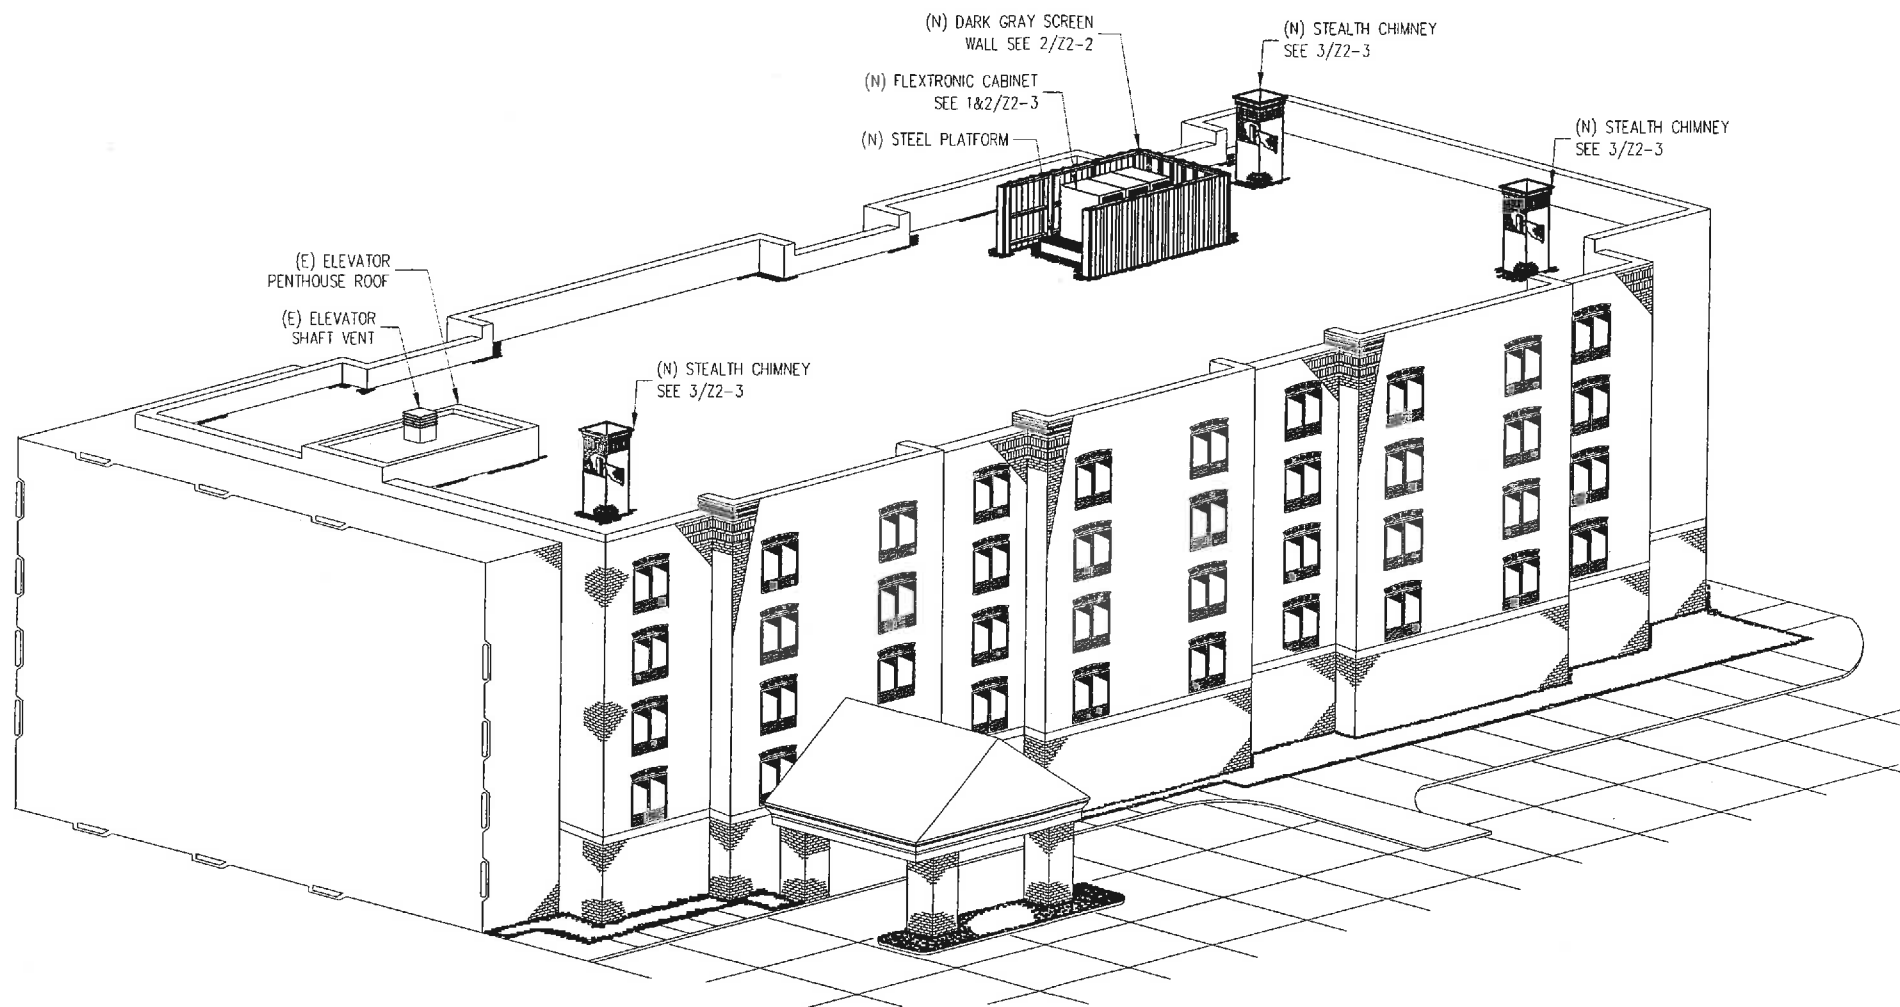 (N) DARK GRAY SCREEN
WALL SEE 2/Z2-2
(N) STEALTH CHIMNEY
SEE 3/Z2-3
(N) FLEXTRONIC CABINET
SEE 1&2/Z2-3
(N) STEEL PLATFORM
(N) STEALTH CHIMNEY
SEE 3/Z2-3
(E) ELEVATOR
PENTHOUSE ROOF
(E) ELEVATOR
SHAFT VENT
(N) STEALTH CHIMNEY
SEE 3/Z2-3